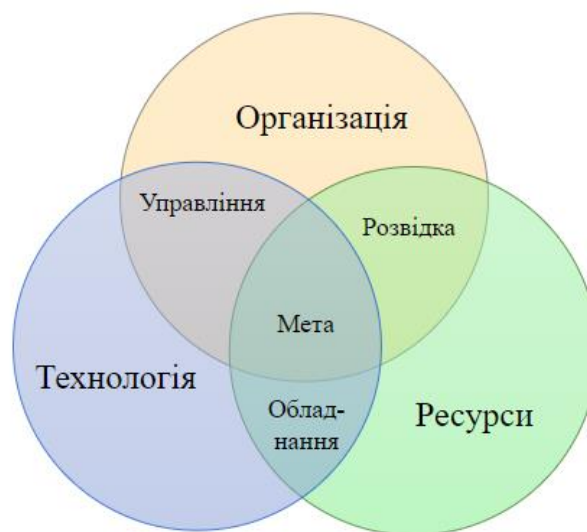 Організація
Управління
Розвідка
Мета
Технологія
Облад-
нання
Ресурси